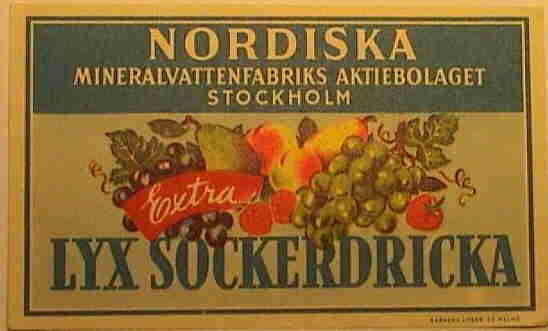 NORDISKA
MINERALVATTENFABRIKS AKTIEBOLAGET
STOCKHOLM
Extra
LYX SOCKERDRICKA